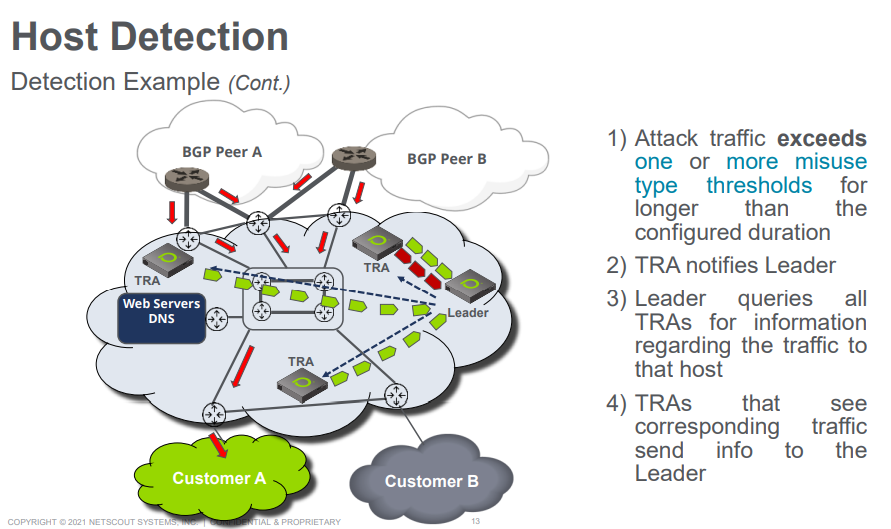 Host Detection
Detection Example (Cont.)
BGP Peer A
BGP Peer B
TRA
TRA
Leader
Web Servers
DNS
TRA
Customer A
Customer B
1) Attack traffic exceeds
one or more misuse
type thresholds for
longer than the
configured duration
2) TRA notifies Leader
3) Leader queries all
TRAs for information
regarding the traffic to
that host
4) TRAs that see
corresponding traffic
send info to the
Leader
COPYRIGHT © 2021 NETSCOUT SYSTEMS, INC. | CONFIDENTIAL & PROPRIETARY
13